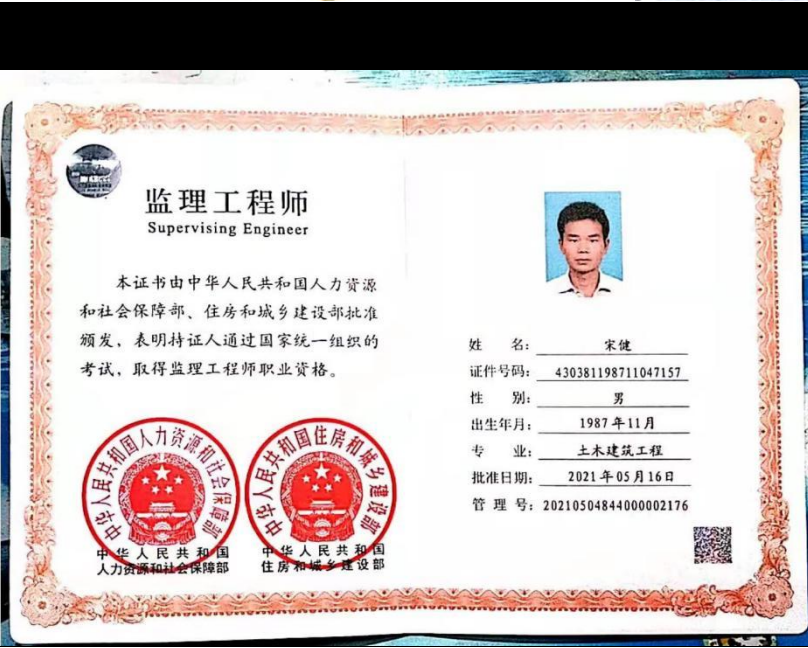 监理工程师
Supervising Engineer
本证书由中华人民共和国人力资源
和社会保障部、住房和城乡建设部批准
颁发，表明持证人通过国家统一组织的
考试，取得监理工程师职业资格。
中华人民共和国人力资源和社会保障部
中华人民共和国
人力资源和社会保障部
中华人民共和国住房和城乡建设部
中华人民共和国
住房和城乡建设部
姓 名： 宋健
证件号码： 430381198711047157
性 别： 男
出生年月： 1987年11月
专 业： 土木建筑工程
批准日期： 2021年05月16日
管 理 号： 20210504844000002176